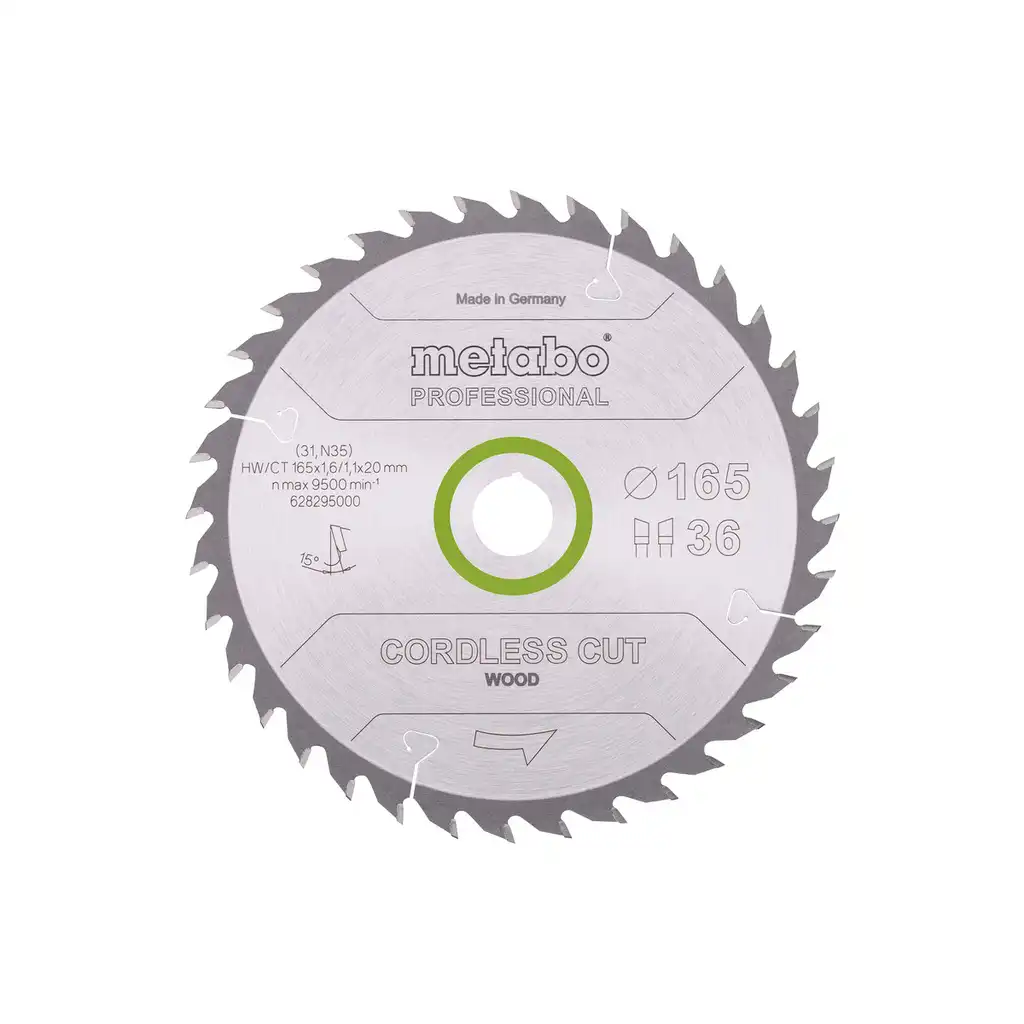 Made in Germany
metabo®
PROFESSIONAL
(31, N35)
HW/CT 165x1,6/1,1x20 mm
n max 9500 min⁻¹
628295000
15°
⌀ 165
36
CORDLESS CUT
WOOD